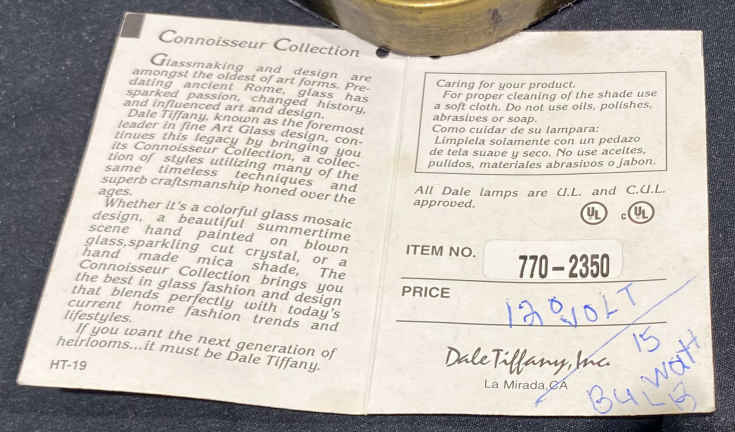 Connoisseur Collection
Glassmaking and design are
amongst the oldest of art forms. Pre-
dating ancient Rome, glass has
sparked passion, changed history,
and influenced art and design.
Dale Tiffany, known as the foremost
leader in fine Art Glass design, con-
tinues this legacy by bringing you
its Connoisseur Collection, a collec-
tion of styles utilizing many of the
same timeless techniques and
superb craftsmanship honed over the
ages.
Whether it's a colorful glass mosaic
design, a beautiful summertime
scene hand painted on blown
glass,sparkling cut crystal, or a
hand made mica shade, The
Connoisseur Collection brings you
the best in glass fashion and design
that blends perfectly with today's
current home fashion trends and
lifestyles.
If you want the next generation of
heirlooms...it must be Dale Tiffany.
HT-19
Caring for your product.
For proper cleaning of the shade use
a soft cloth. Do not use oils, polishes,
abrasives or soap.
Como cuidar de su lampara:
Limpiela solamente con un pedazo
de tela suave y seco. No use aceites,
pulidos, materiales abrasivos o jabon.
All Dale lamps are U.L. and C.U.L.
approved.
UL c UL
ITEM NO. 770-2350
PRICE
120 VOLT
Dale Tiffany, Inc.
La Mirada, CA
15
Watt
BULB